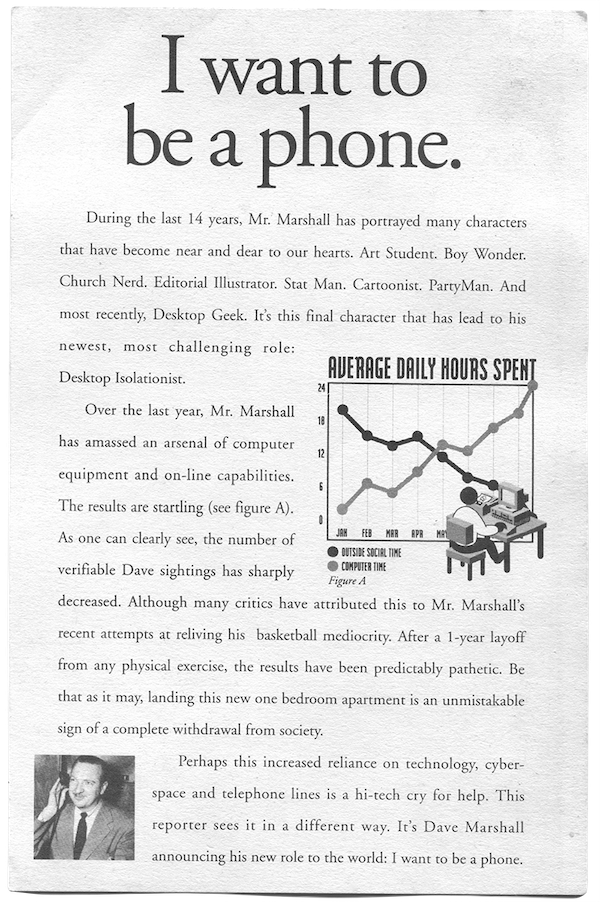 I want to
be a phone.
During the last 14 years, Mr. Marshall has portrayed many characters
that have become near and dear to our hearts. Art Student. Boy Wonder.
Church Nerd. Editorial Illustrator. Stat Man. Cartoonist. PartyMan. And
most recently, Desktop Geek. It's this final character that has lead to his
newest, most challenging role:
Desktop Isolationist.
Over the last year, Mr. Marshall
has amassed an arsenal of computer
equipment and on-line capabilities.
The results are startling (see figure A).
As one can clearly see, the number of
verifiable Dave sightings has sharply
AVERAGE DAILY HOURS SPENT
24
18
12
6
0
JAN FEB MAR APR MAY
OUTSIDE SOCIAL TIME
COMPUTER TIME
Figure A
decreased. Although many critics have attributed this to Mr. Marshall's
recent attempts at reliving his basketball mediocrity. After a 1-year layoff
from any physical exercise, the results have been predictably pathetic. Be
that as it may, landing this new one bedroom apartment is an unmistakable
sign of a complete withdrawal from society.
Perhaps this increased reliance on technology, cyber-
space and telephone lines is a hi-tech cry for help. This
reporter sees it in a different way. It's Dave Marshall
announcing his new role to the world: I want to be a phone.